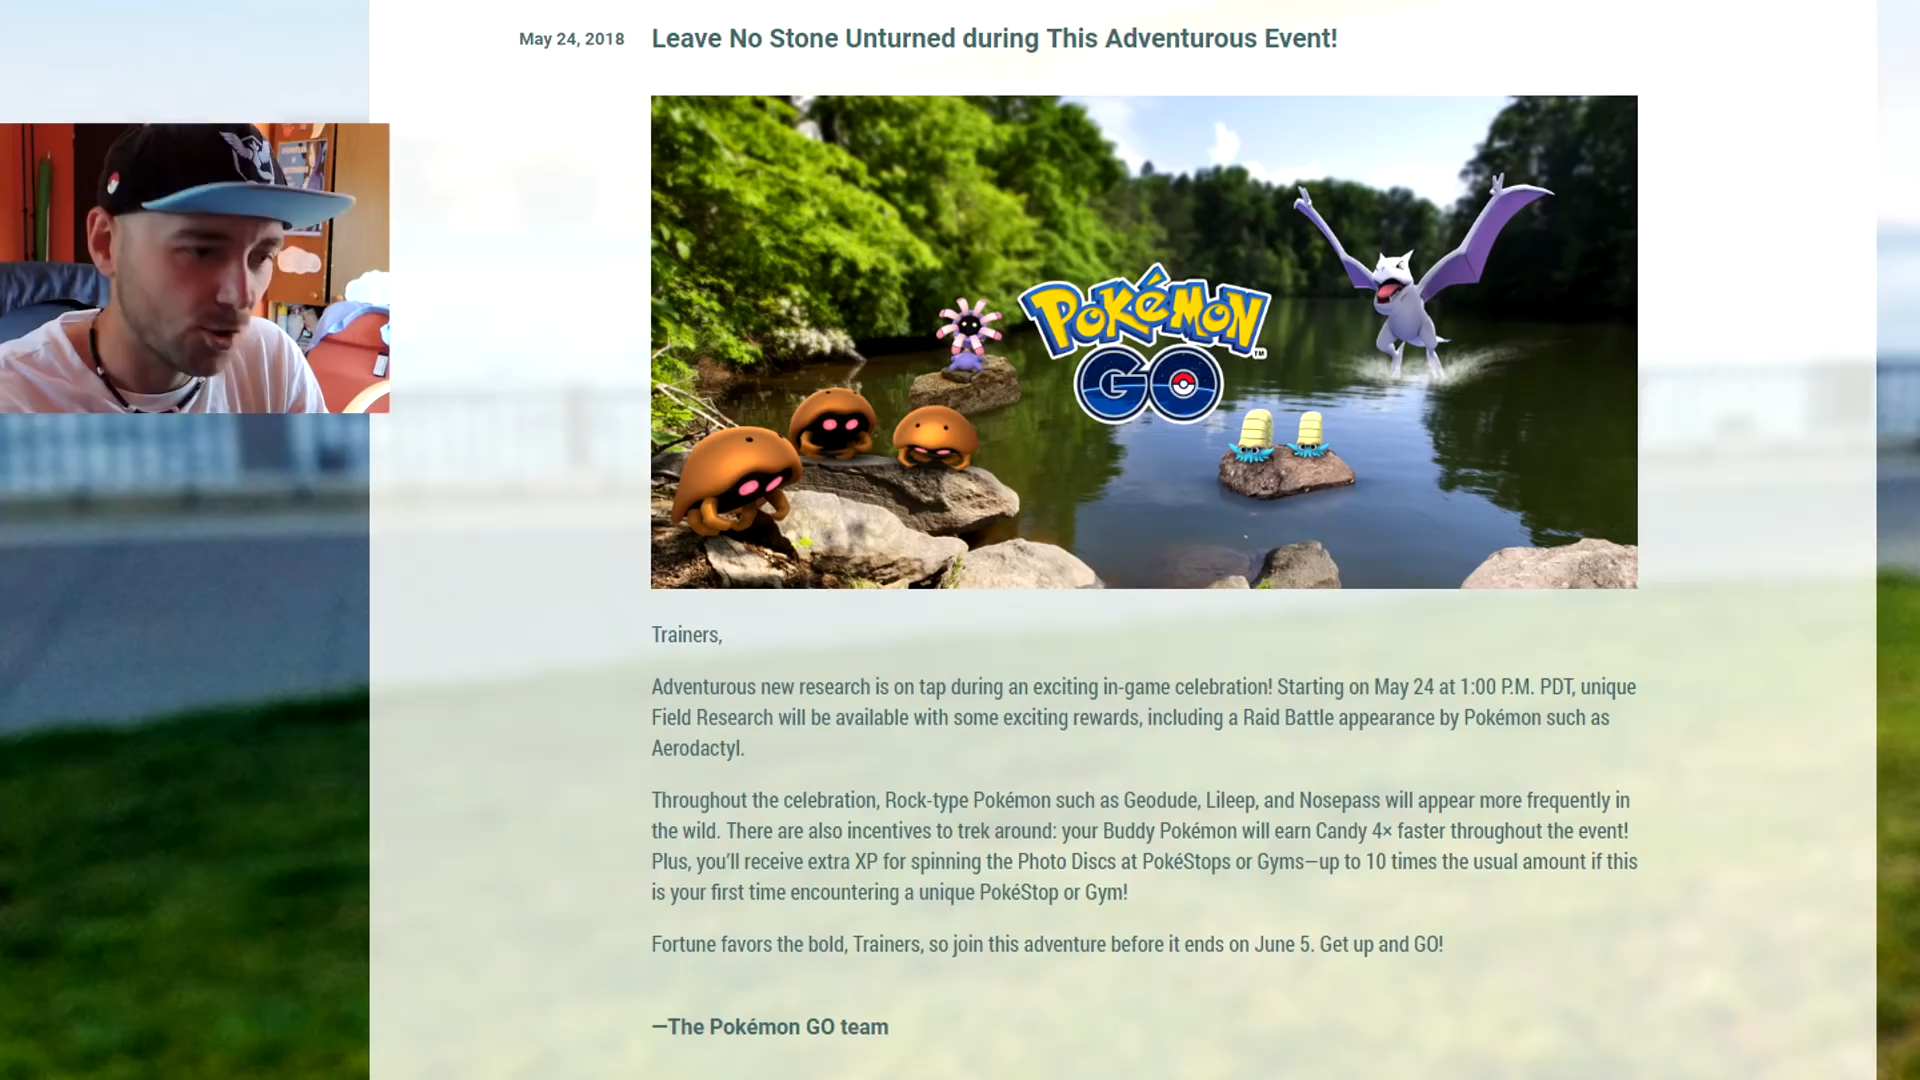 May 24, 2018
Leave No Stone Unturned during This Adventurous Event!
POKéMON
TM
GO
Trainers,
Adventurous new research is on tap during an exciting in-game celebration! Starting on May 24 at 1:00 P.M. PDT, unique
Field Research will be available with some exciting rewards, including a Raid Battle appearance by Pokémon such as
Aerodactyl.
Throughout the celebration, Rock-type Pokémon such as Geodude, Lileep, and Nosepass will appear more frequently in
the wild. There are also incentives to trek around: your Buddy Pokémon will earn Candy 4× faster throughout the event!
Plus, you’ll receive extra XP for spinning the Photo Discs at PokéStops or Gyms—up to 10 times the usual amount if this
is your first time encountering a unique PokéStop or Gym!
Fortune favors the bold, Trainers, so join this adventure before it ends on June 5. Get up and GO!
—The Pokémon GO team